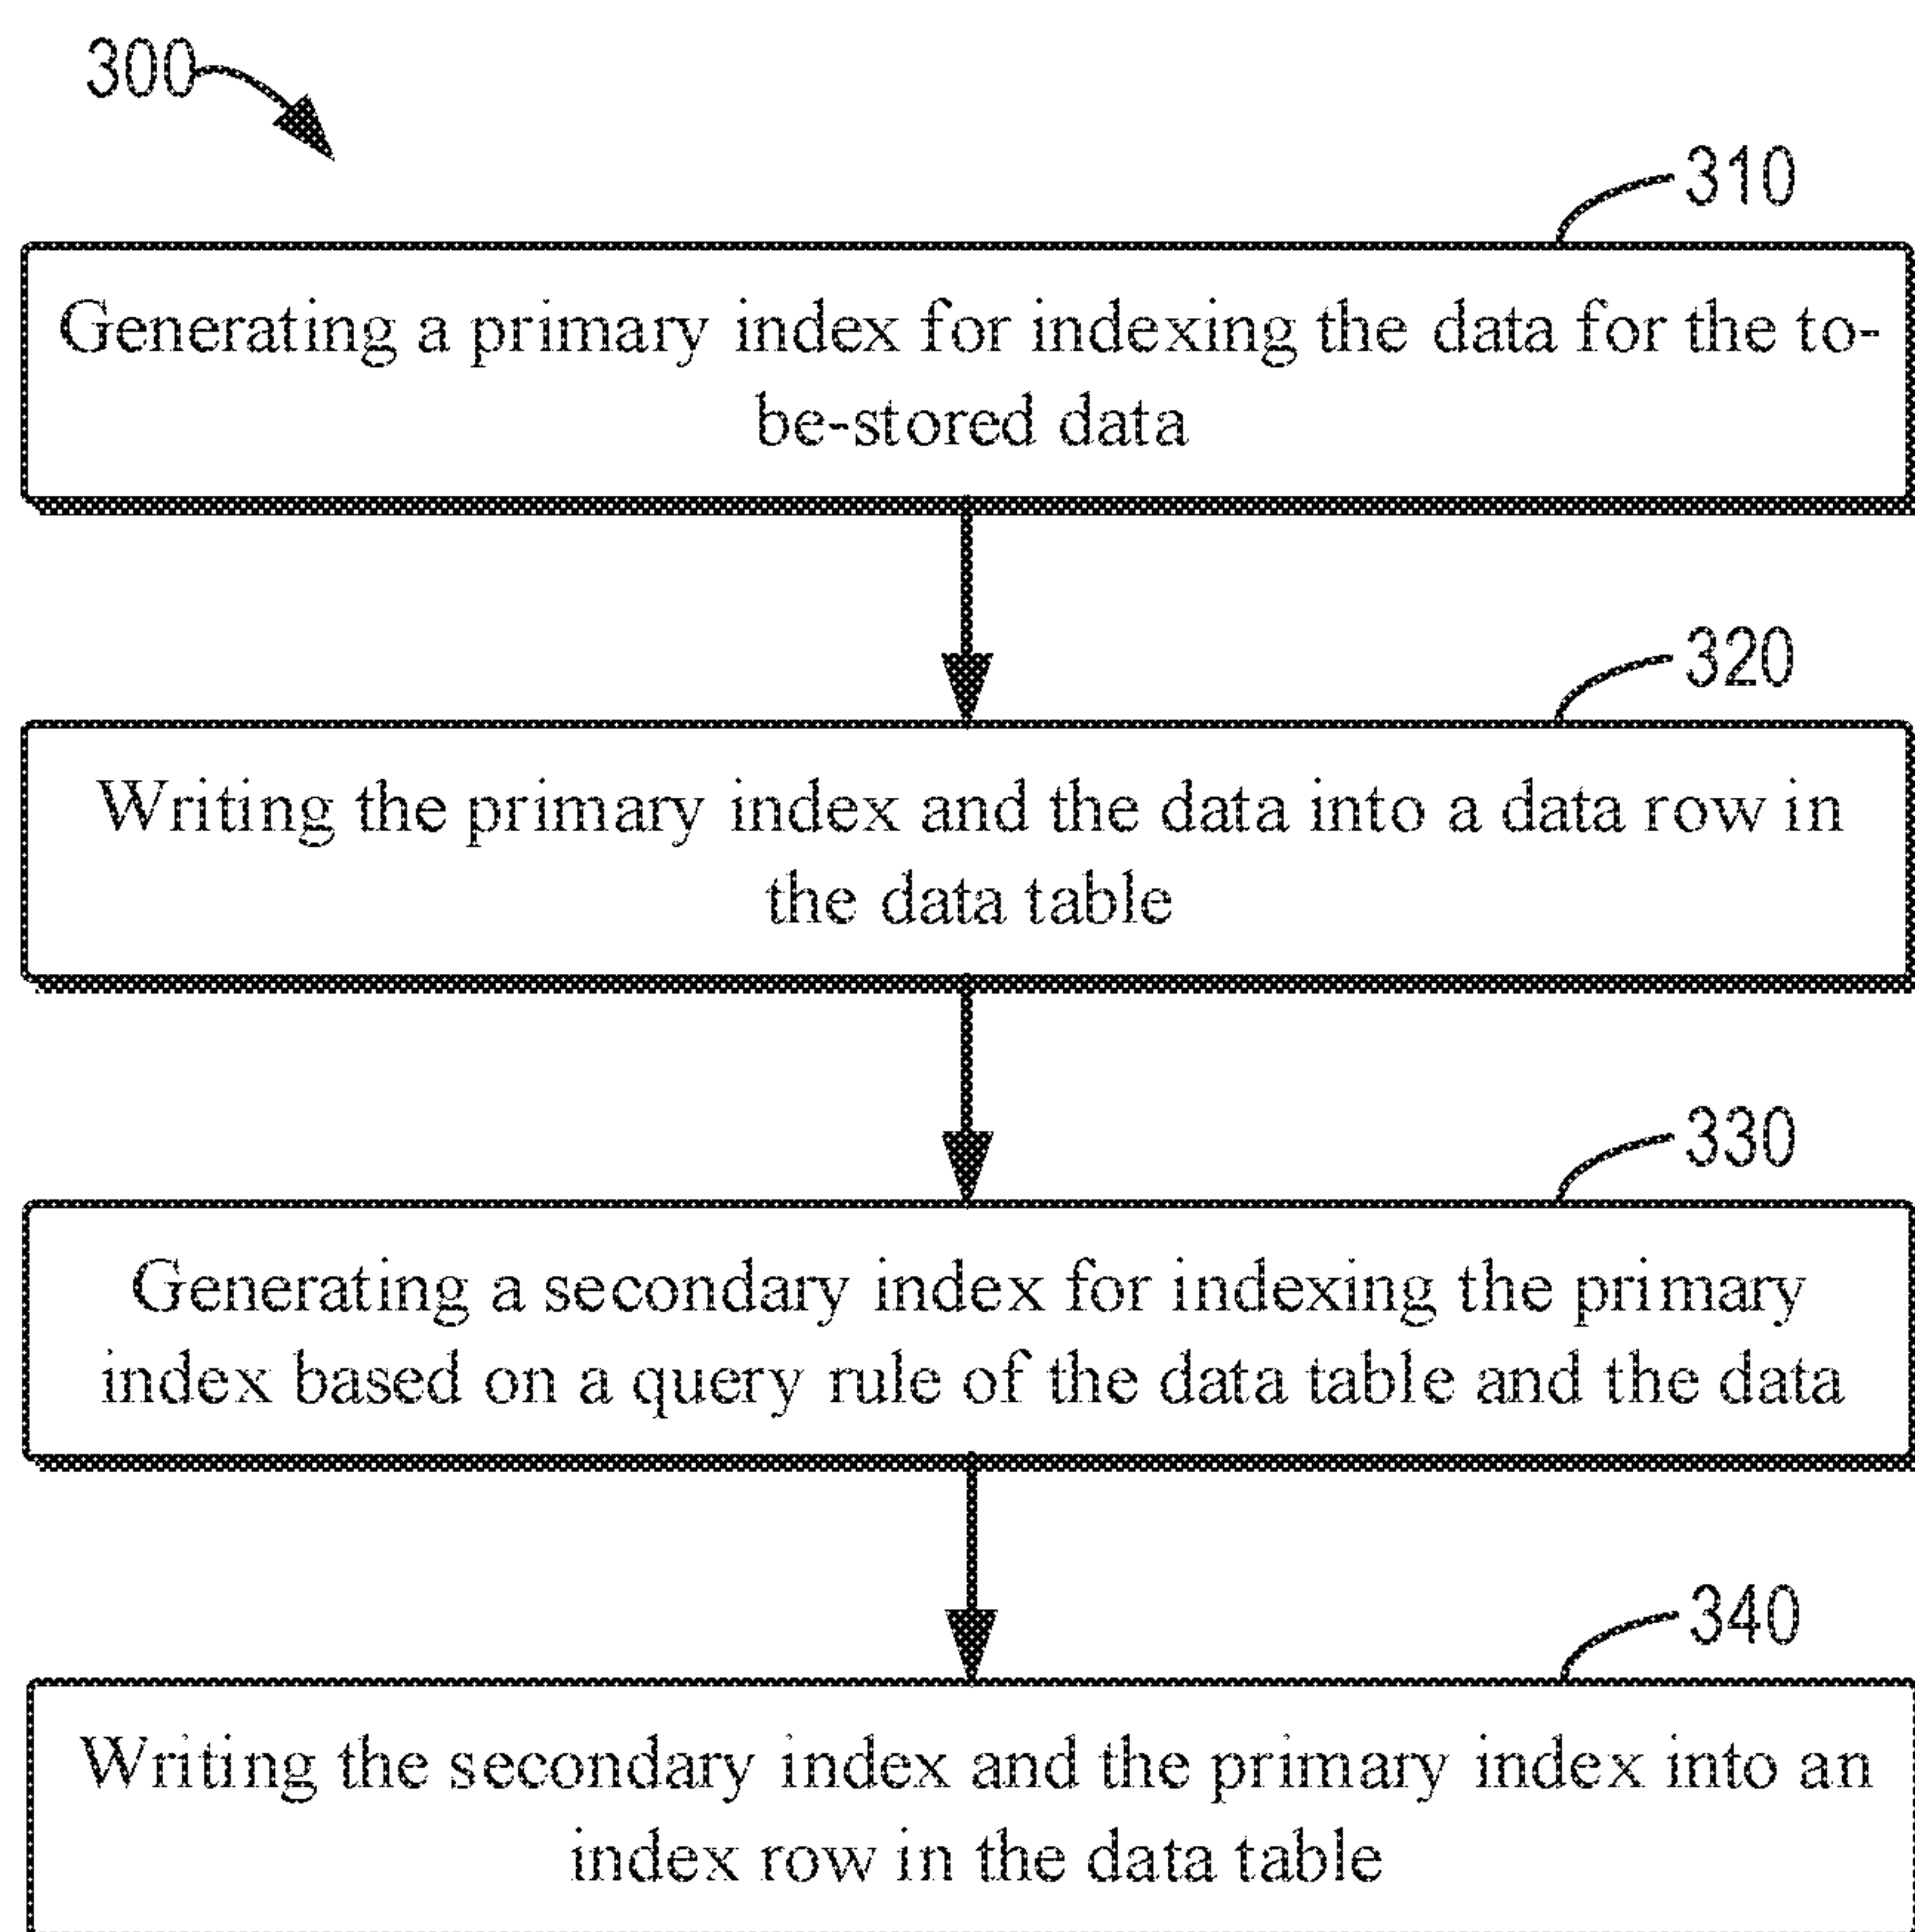 300
310
Generating a primary index for indexing the data for the to-
be-stored data
320
Writing the primary index and the data into a data row in
the data table
330
Generating a secondary index for indexing the primary
index based on a query rule of the data table and the data
340
Writing the secondary index and the primary index into an
index row in the data table